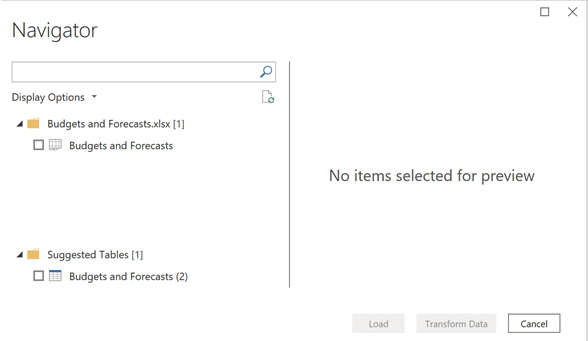 Navigator
Display Options
Budgets and Forecasts.xlsx [1]
Budgets and Forecasts
Suggested Tables [1]
Budgets and Forecasts (2)
No items selected for preview
Load
Transform Data
Cancel